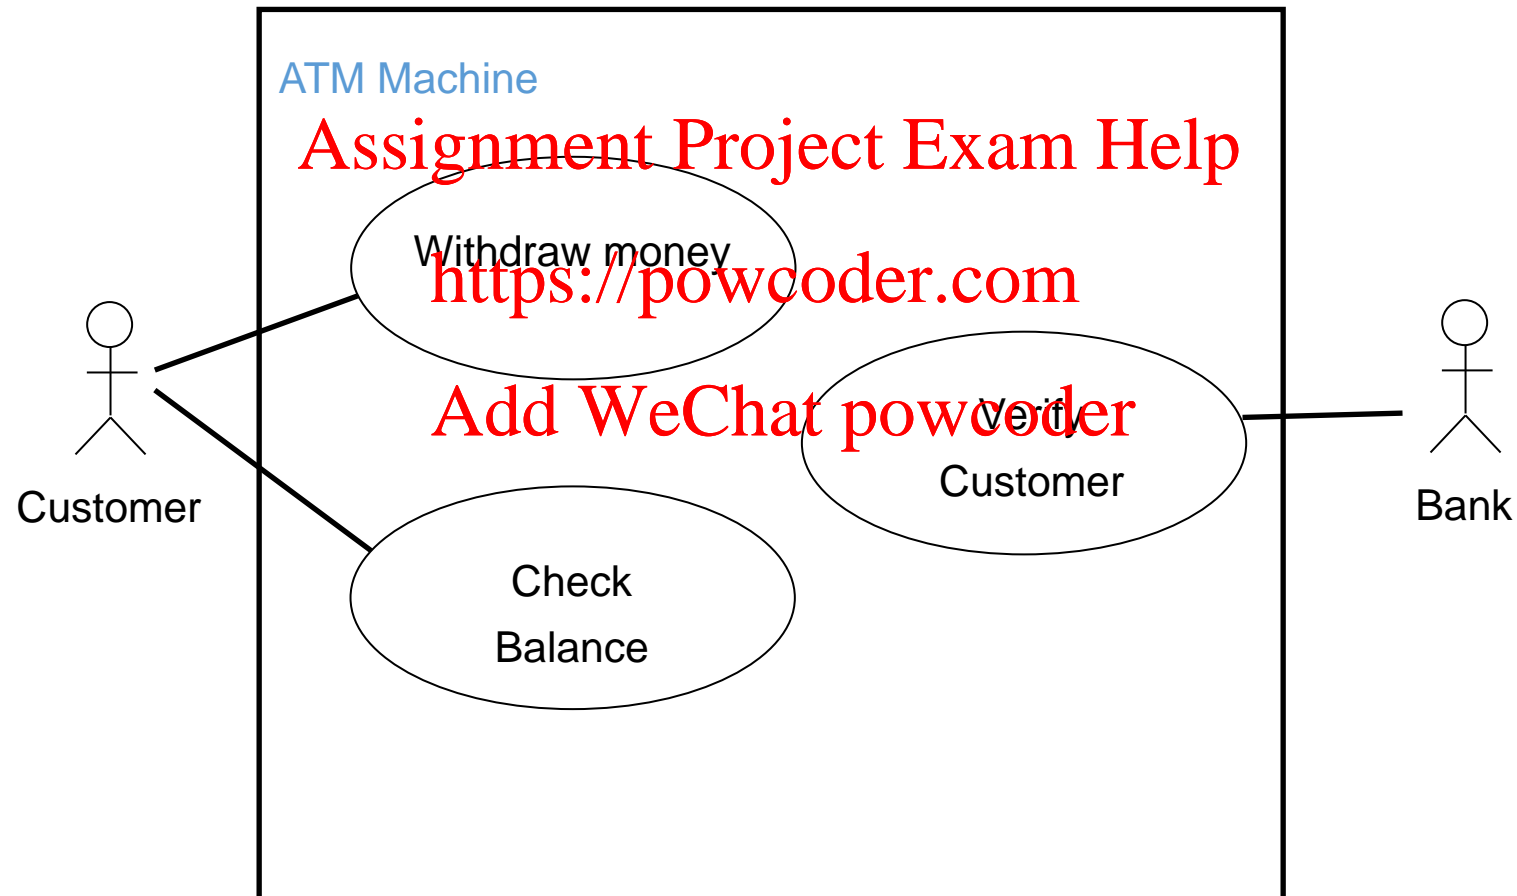 ATM Machine
Assignment Project Exam Help
Withdraw money
https://powcoder.com
Add WeChat powcoder
Verify
Customer
Customer
Bank
Check
Balance